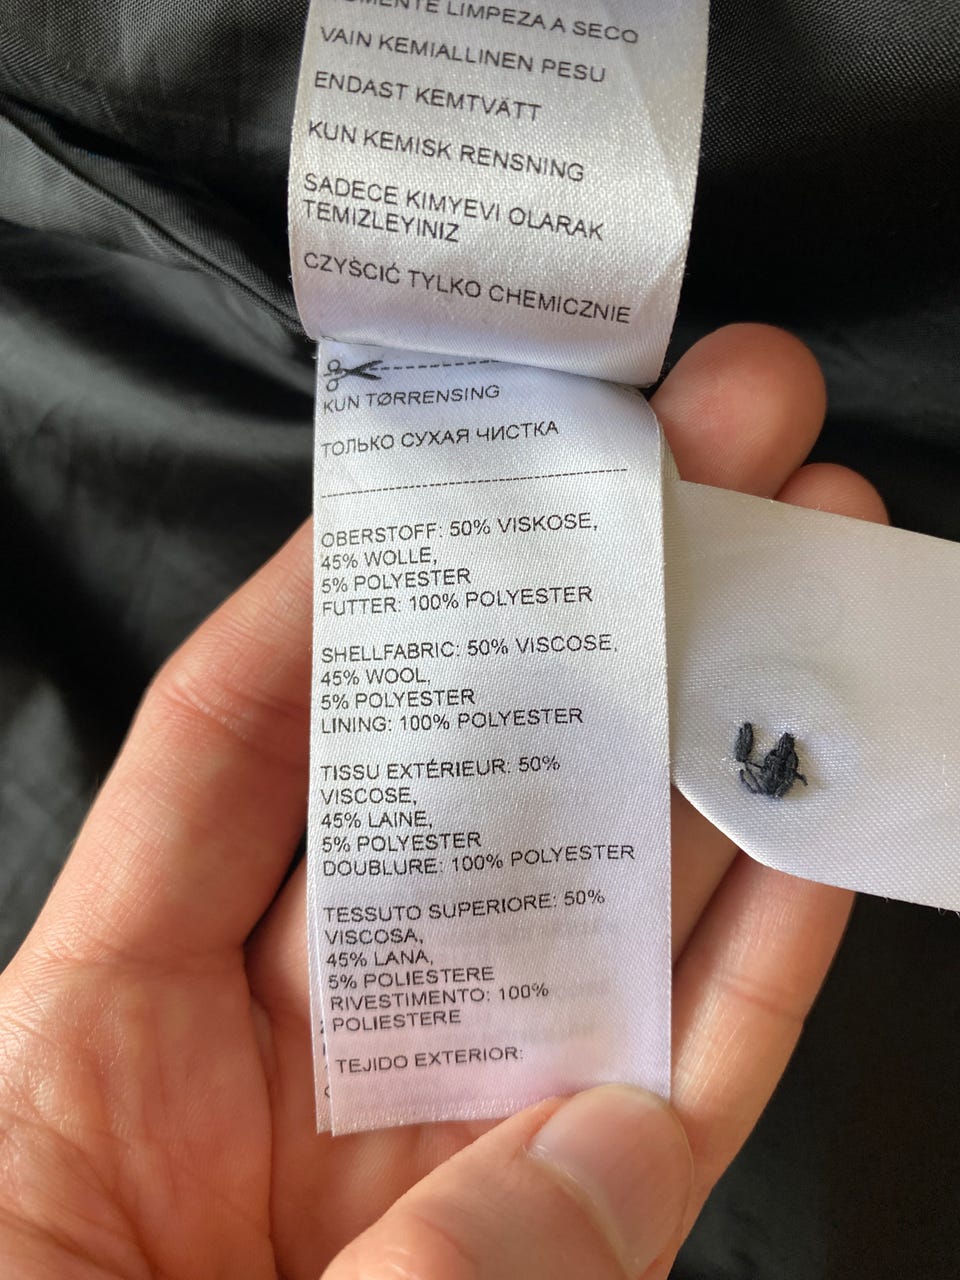 LIMPEZA A SECO
VAIN KEMIALLINEN PESU
ENDAST KEMTVÄTT
KUN KEMISK RENSNING
SADECE KIMYEVI OLARAK
TEMIZLEYINIZ
CZYŚCIĆ TYLKO CHEMICZNIE
KUN TØRRENSING
ТОЛЬКО СУХАЯ ЧИСТКА
OBERSTOFF: 50% VISKOSE,
45% WOLLE,
5% POLYESTER
FUTTER: 100% POLYESTER
SHELLFABRIC: 50% VISCOSE,
45% WOOL,
5% POLYESTER
LINING: 100% POLYESTER
TISSU EXTÉRIEUR: 50%
VISCOSE,
45% LAINE,
5% POLYESTER
DOUBLURE: 100% POLYESTER
TESSUTO SUPERIORE: 50%
VISCOSA,
45% LANA,
5% POLIESTERE
RIVESTIMENTO: 100%
POLIESTERE
TEJIDO EXTERIOR: